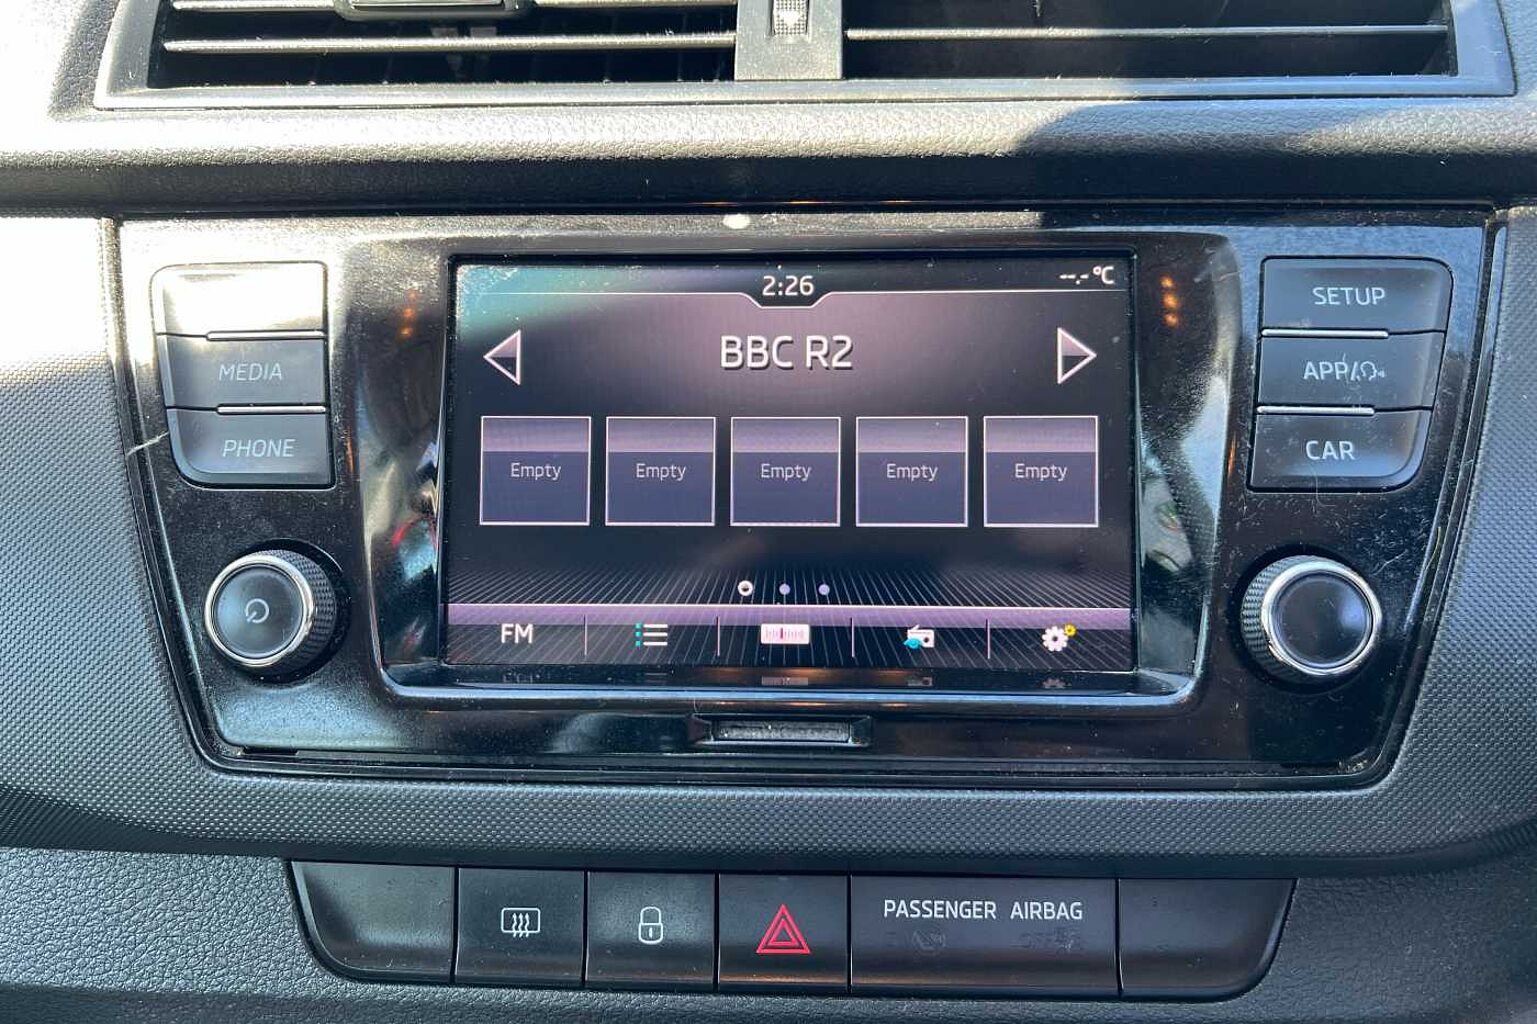 2:26
--.-°C
BBC R2
Empty
Empty
Empty
Empty
Empty
FM
MEDIA
PHONE
SETUP
APP/
CAR
PASSENGER AIRBAG